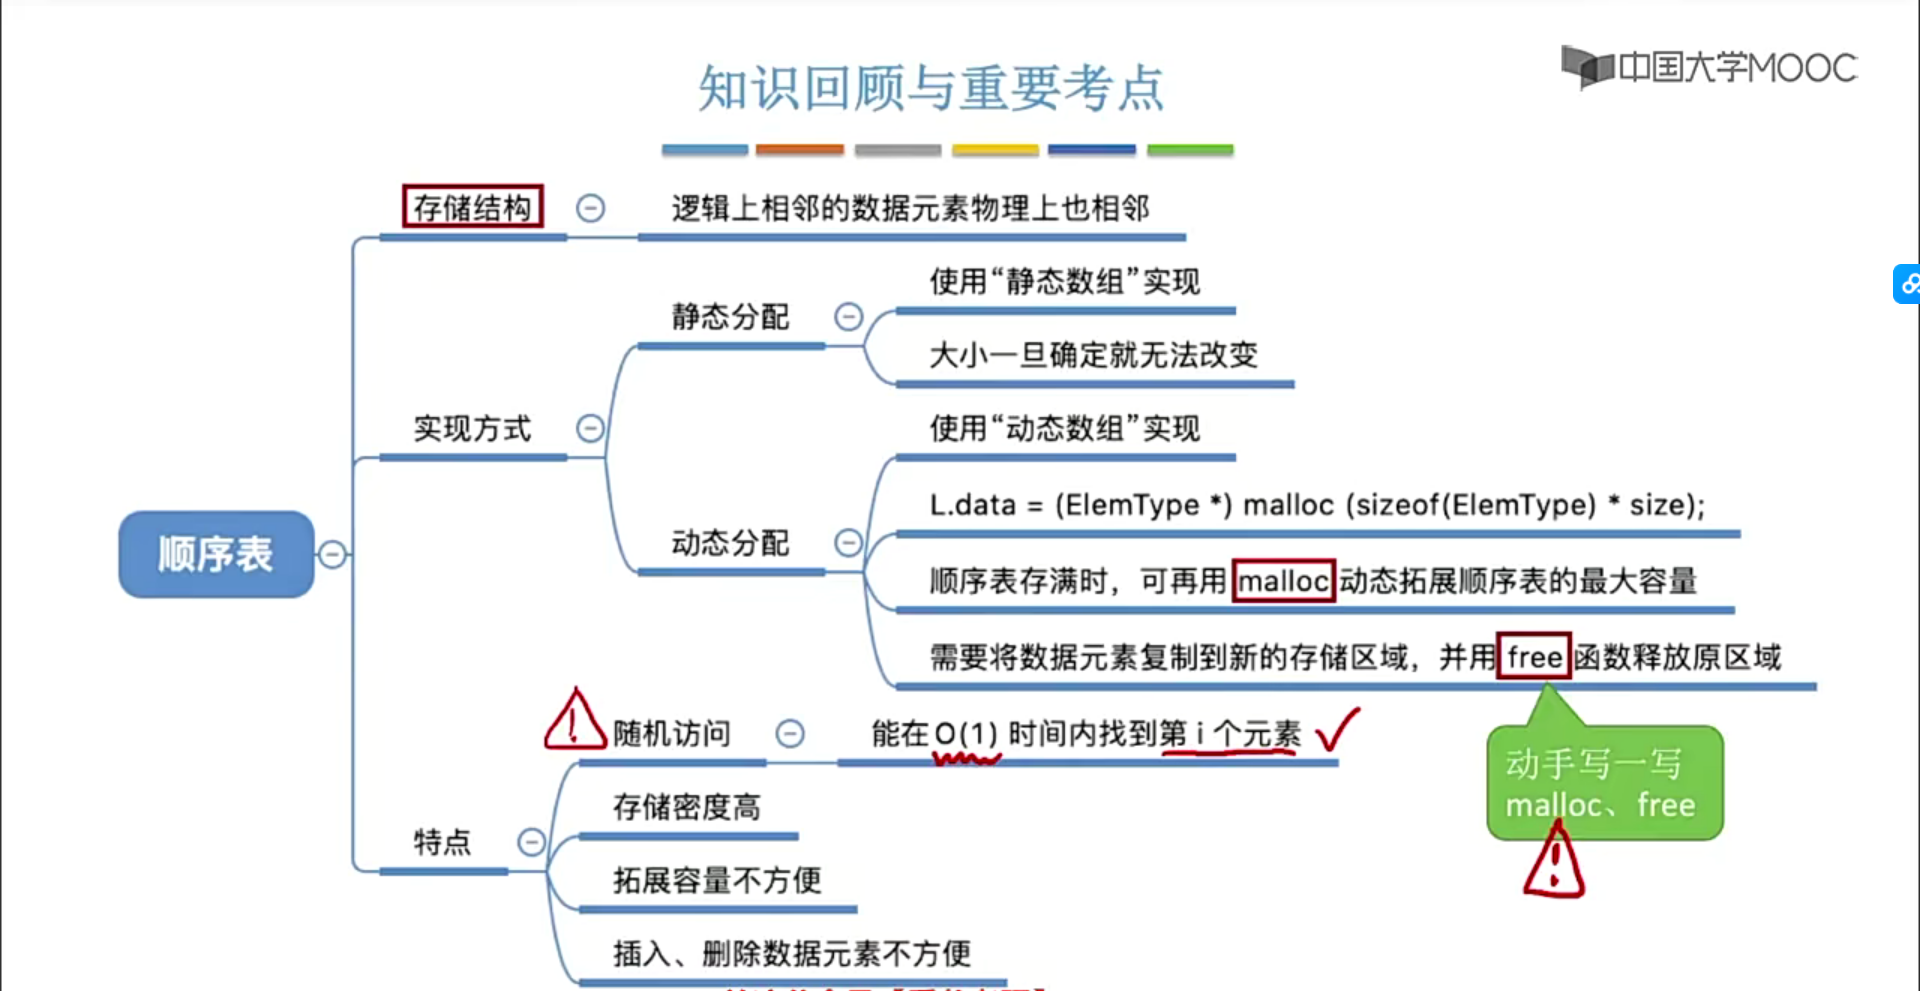 中国大学MOOC
知识回顾与重要考点
存储结构
逻辑上相邻的数据元素物理上也相邻
使用“静态数组”实现
静态分配
大小一旦确定就无法改变
实现方式
使用“动态数组”实现
L.data = (ElemType *) malloc (sizeof(ElemType) * size);
动态分配
顺序表
顺序表存满时，可再用 malloc 动态拓展顺序表的最大容量
需要将数据元素复制到新的存储区域，并用 free 函数释放原区域
随机访问
能在 O(1) 时间内找到第 i 个元素
动手写一写
malloc、free
存储密度高
特点
拓展容量不方便
插入、删除数据元素不方便